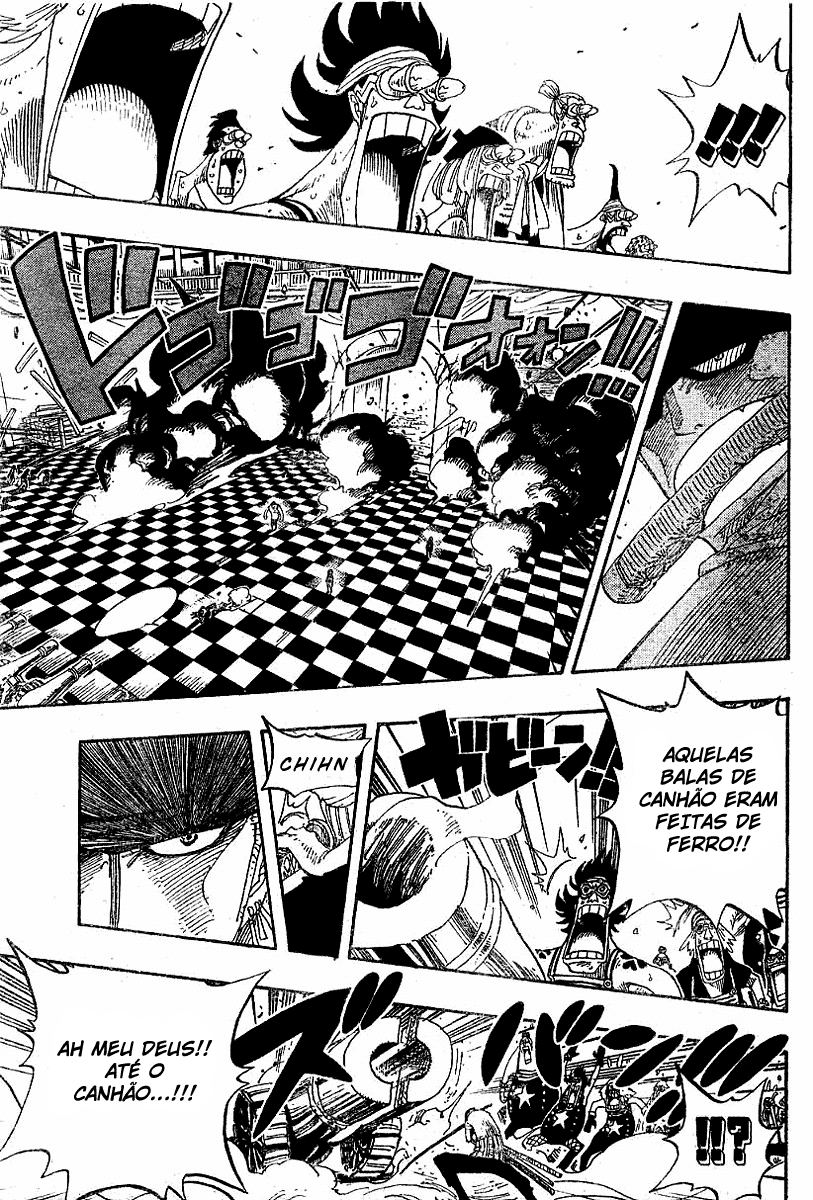 !!!!
ドゴゴゴオォン!!!
AQUELAS
BALAS DE
CANHÃO ERAM
FEITAS DE
FERRO!!
ガビーン!!
CHIHN
!!?
バーン
ズ
AH MEU DEUS!!
ATÉ O
CANHÃO...!!!